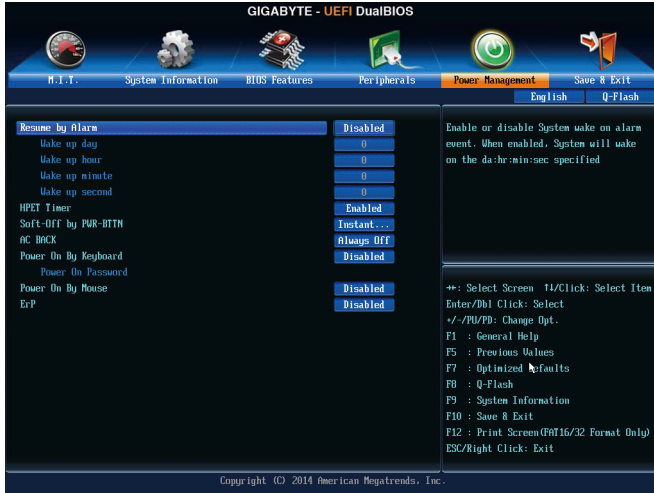 GIGABYTE - UEFI DualBIOS
M.I.T.
System Information
BIOS Features
Peripherals
Power Management
Save & Exit
English
Q-Flash
Resume by Alarm Disabled
Wake up day 0
Wake up hour 0
Wake up minute 0
Wake up second 0
HPET Timer Enabled
Soft-Off by PWR-BTTN Instant...
AC BACK Always Off
Power On By Keyboard Disabled
Power On Password
Power On By Mouse Disabled
ErP Disabled
Enable or disable System wake on alarm
event. When enabled, System will wake
on the da:hr:min:sec specified
→←: Select Screen ↑↓/Click: Select Item
Enter/Dbl Click: Select
+/-/PU/PD: Change Opt.
F1 : General Help
F5 : Previous Values
F7 : Optimized Defaults
F8 : Q-Flash
F9 : System Information
F10 : Save & Exit
F12 : Print Screen(FAT16/32 Format Only)
ESC/Right Click: Exit
Copyright (C) 2014 American Megatrends, Inc.